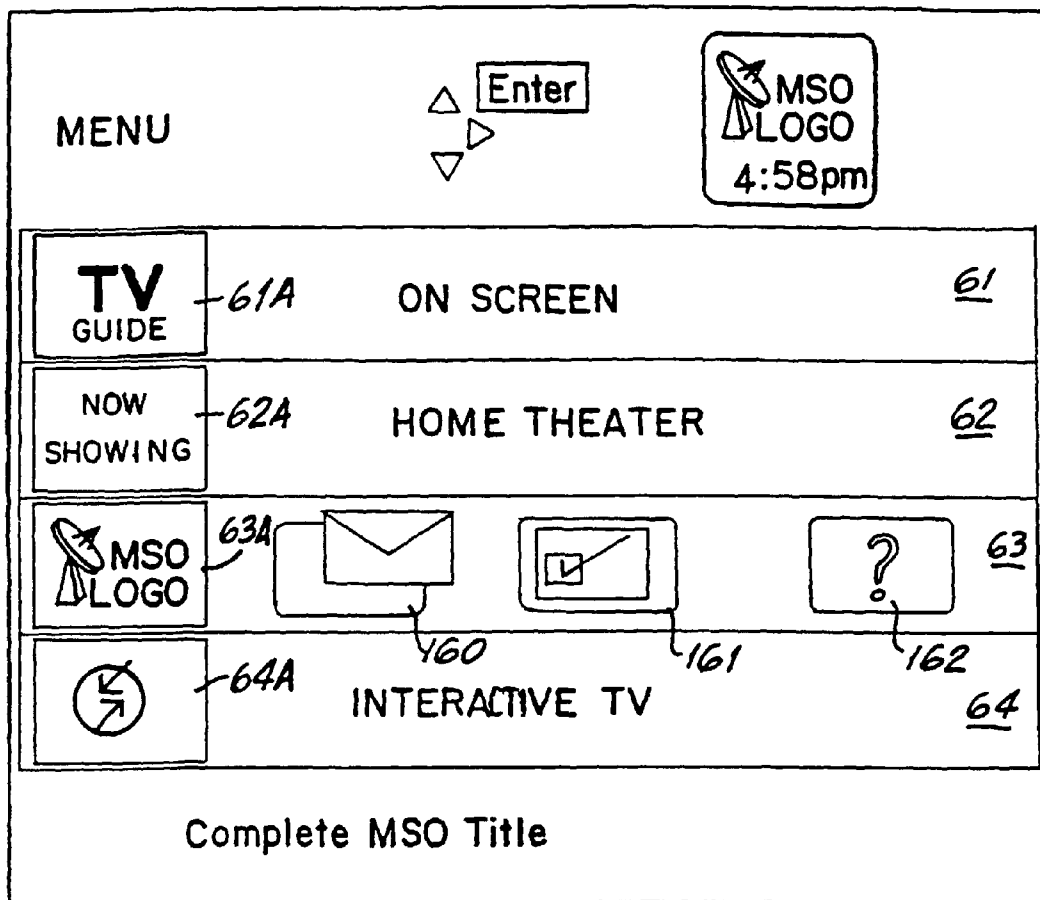 MENU
Enter
MSO
LOGO
4:58pm
TV
GUIDE
61A
ON SCREEN
61
NOW
SHOWING
62A
HOME THEATER
62
MSO
LOGO
63A
?
63
160
161
162
64A
INTERACTIVE TV
64
Complete MSO Title